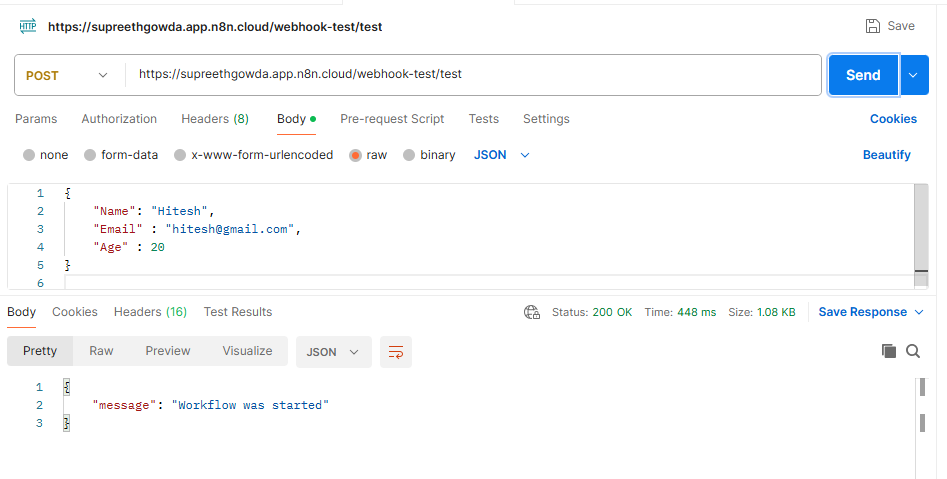 HTTP https://supreethgowda.app.n8n.cloud/webhook-test/test Save
POST https://supreethgowda.app.n8n.cloud/webhook-test/test Send
Params Authorization Headers (8) Body Pre-request Script Tests Settings Cookies
none form-data x-www-form-urlencoded raw binary JSON Beautify
1 {
2 "Name": "Hitesh",
3 "Email" : "hitesh@gmail.com",
4 "Age" : 20
5 }
6
Body Cookies Headers (16) Test Results Status: 200 OK Time: 448 ms Size: 1.08 KB Save Response
Pretty Raw Preview Visualize JSON
1 {
2 "message": "Workflow was started"
3 }